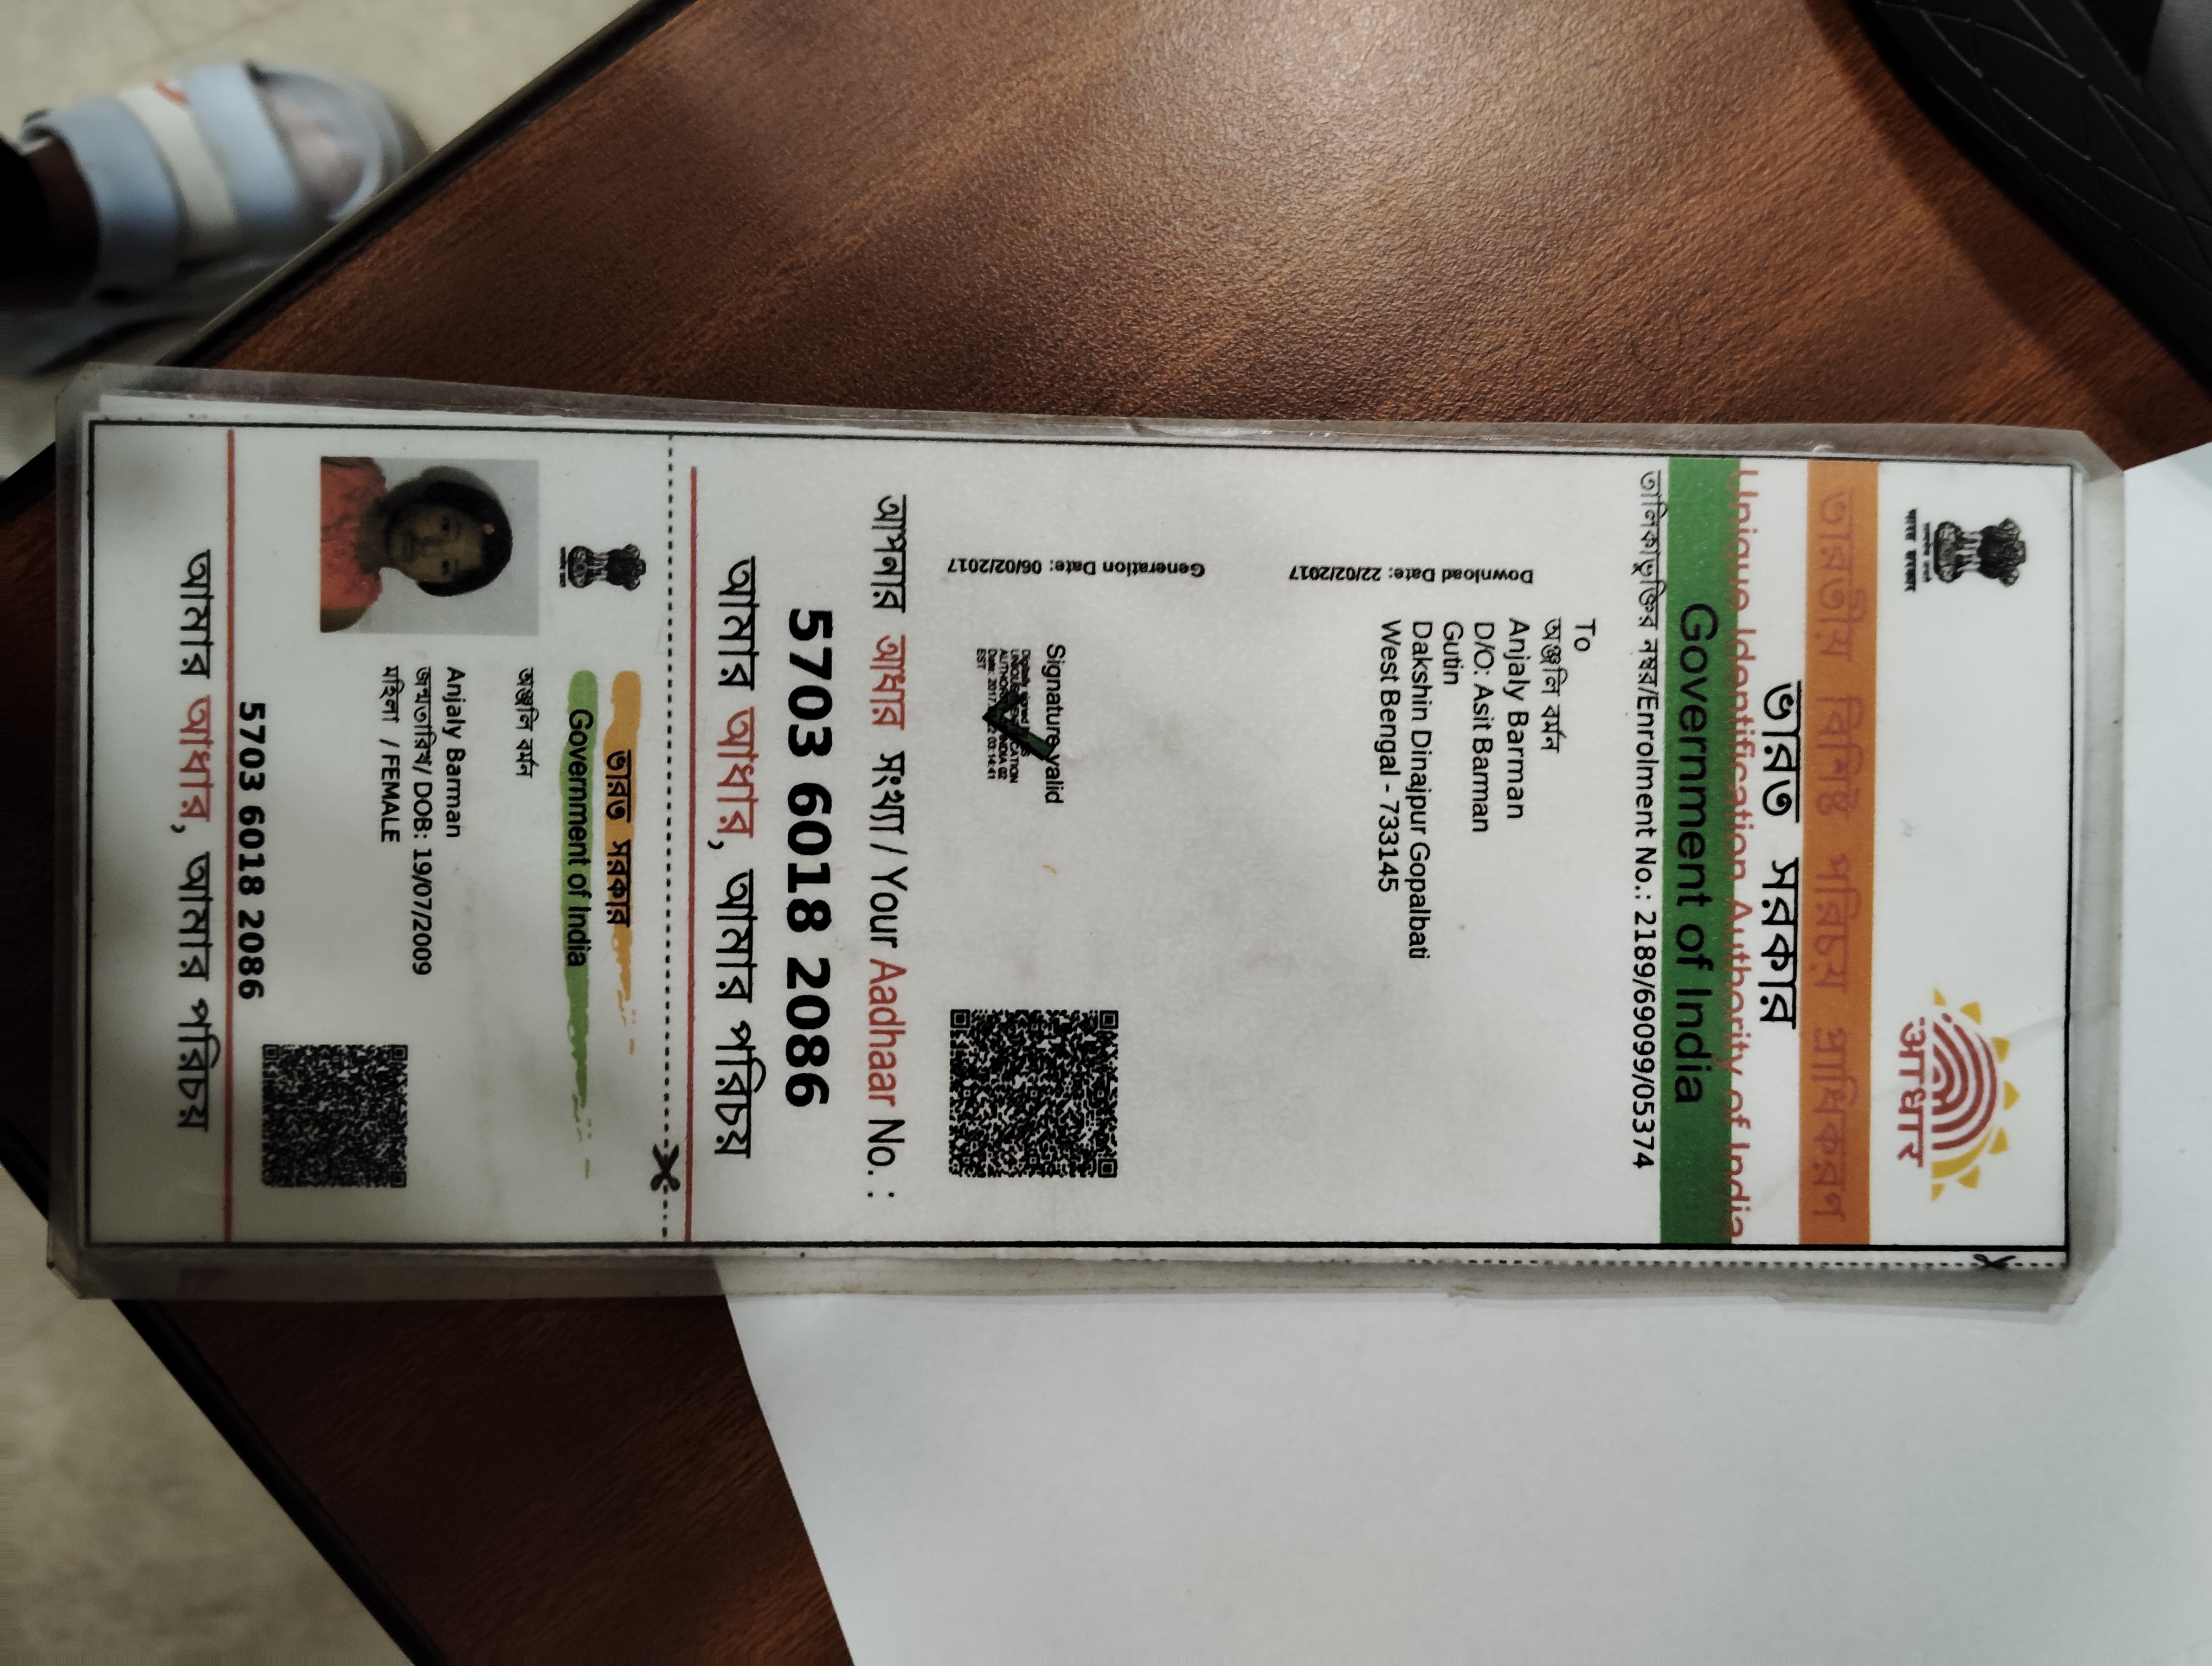 ভারত সরকার
ভারতীয় বিশিষ্ট পরিচয় প্রাধিকরণ
ভারত সরকার
Unique Identification Authority of India
Government of India
आधार
তালিকাভুক্তির নম্বর/Enrolment No.: 2189/69099/05374
To
অঞ্জলি বর্মন
Anjaly Barman
D/O: Asit Barman
Gutin
Dakshin Dinajpur Gopalbati
West Bengal - 733145
Download Date: 22/02/2017
Generation Date: 06/02/2017
Signature valid
আপনার আধার সংখ্যা / Your Aadhaar No. :
5703 6018 2086
আমার আধার, আমার পরিচয়
ভারত সরকার
Government of India
অঞ্জলি বর্মন
Anjaly Barman
জন্মতারিখ/ DOB: 19/07/2009
মহিলা / FEMALE
5703 6018 2086
আমার আধার, আমার পরিচয়